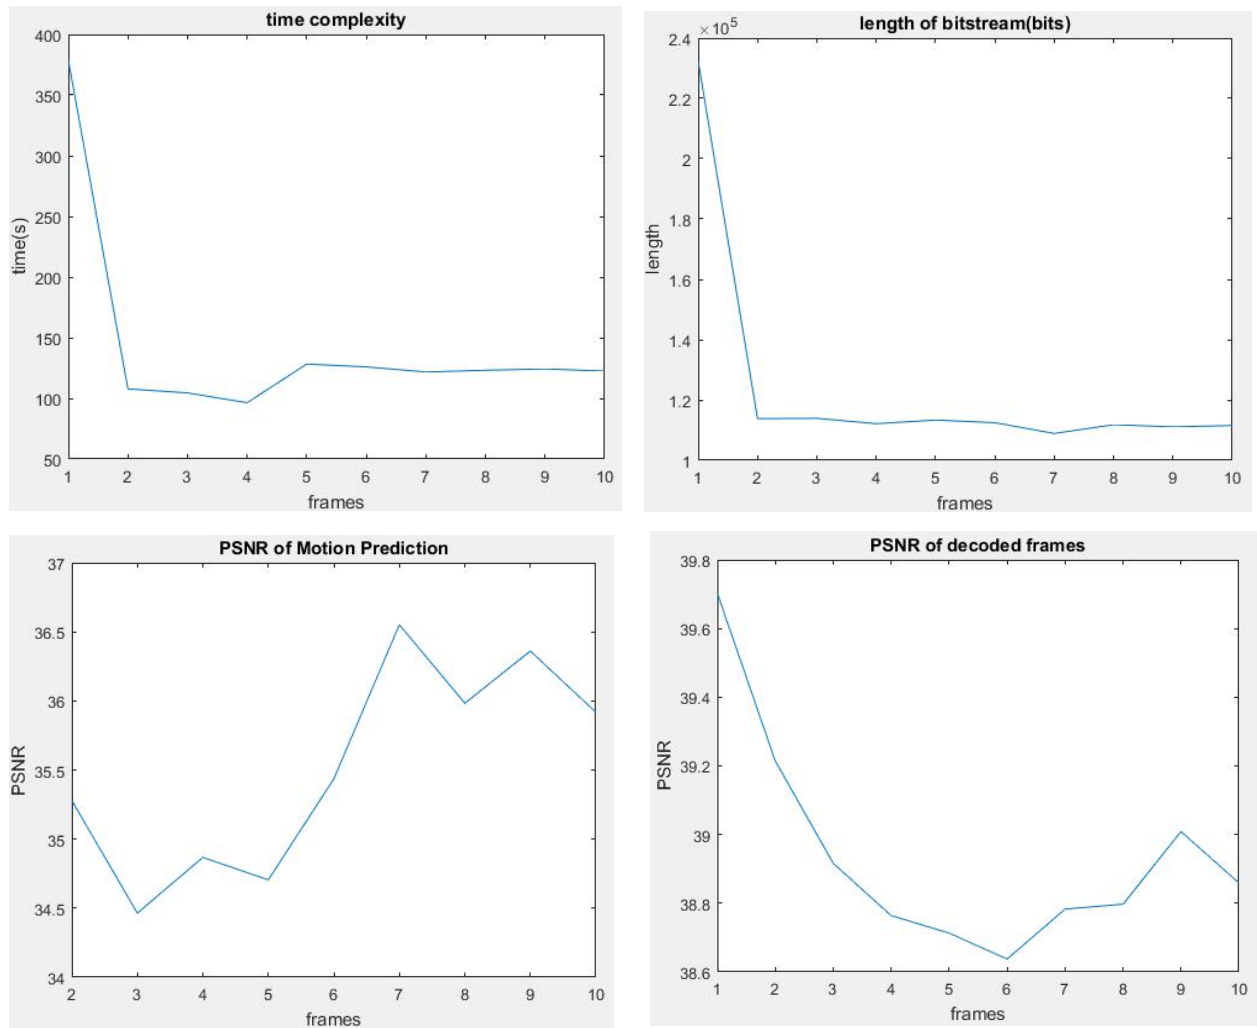 time complexity
400
350
300
250
200
150
100
50
time(s)
1 2 3 4 5 6 7 8 9 10
frames
length of bitstream(bits)
×10^5
2.4
2.2
2
1.8
1.6
1.4
1.2
1
length
1 2 3 4 5 6 7 8 9 10
frames
PSNR of Motion Prediction
37
36.5
36
35.5
35
34.5
34
PSNR
2 3 4 5 6 7 8 9 10
frames
PSNR of decoded frames
39.8
39.6
39.4
39.2
39
38.8
38.6
PSNR
1 2 3 4 5 6 7 8 9 10
frames